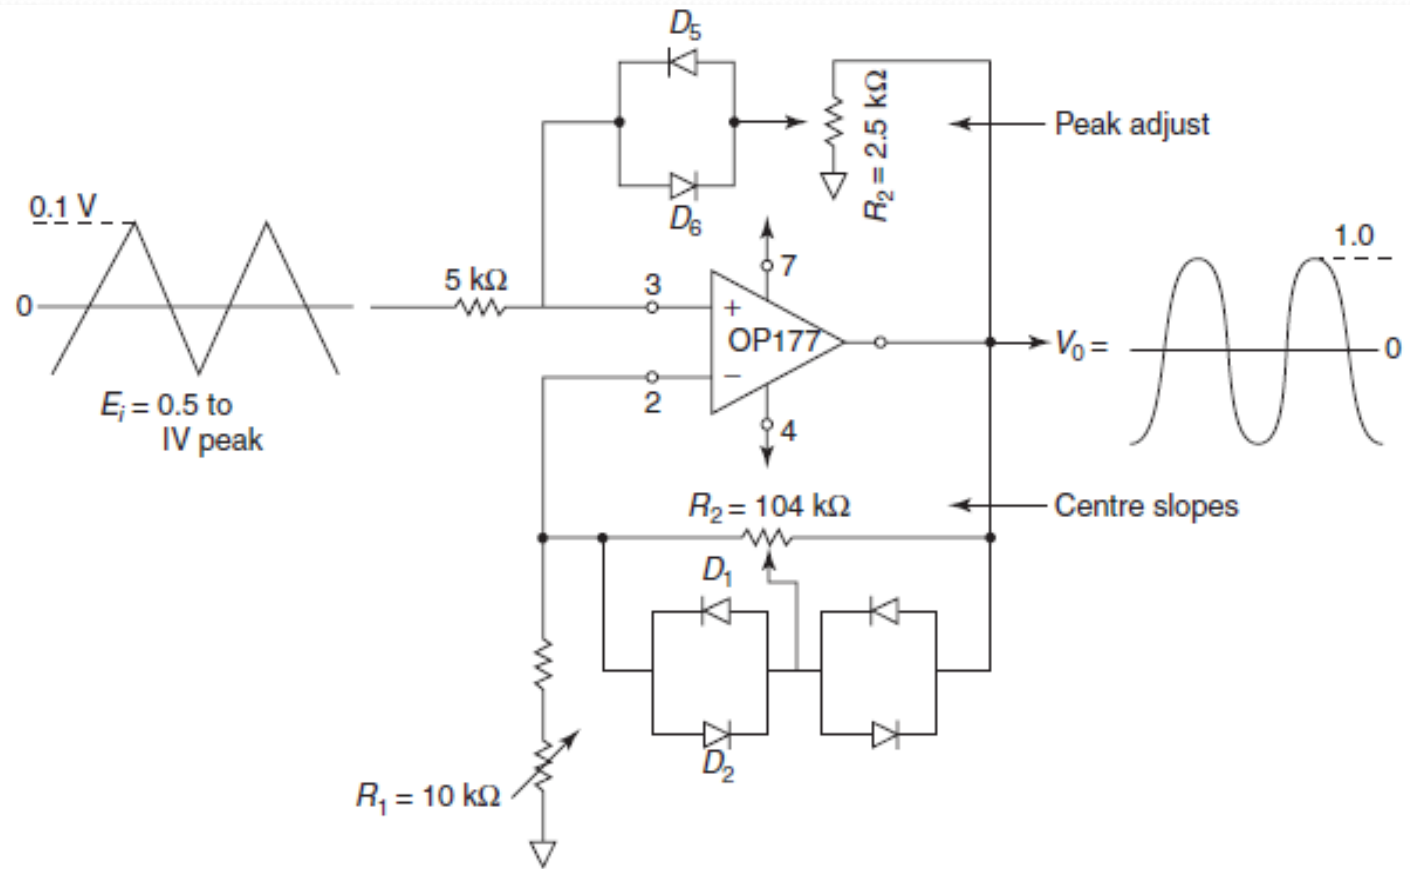 D5
R2 = 2.5 kΩ
Peak adjust
D6
0.1 V
0
5 kΩ
3
7
+
OP177
−
2
4
V0 =
1.0
0
Ei = 0.5 to
IV peak
R2 = 104 kΩ
Centre slopes
D1
D2
R1 = 10 kΩ